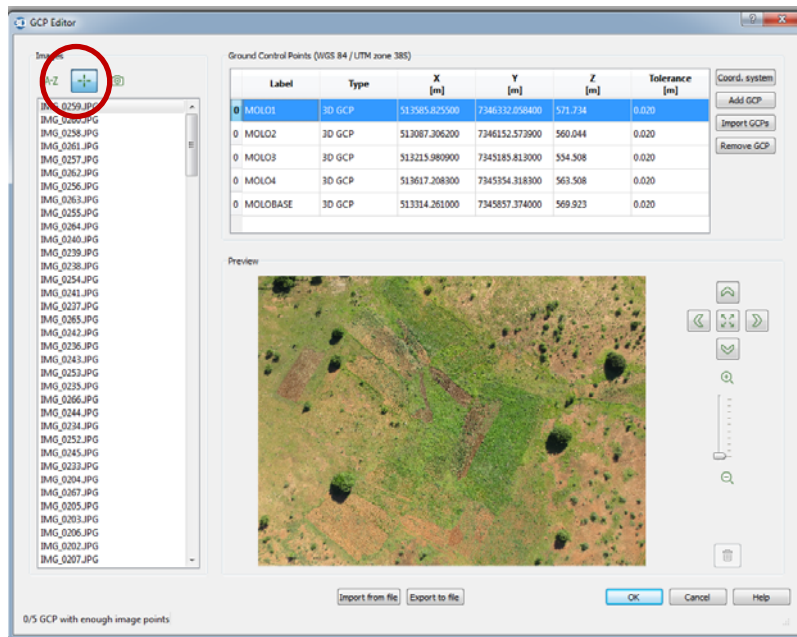 GCP Editor
Images
A-Z
IMG_0259.JPG
IMG_0260.JPG
IMG_0258.JPG
IMG_0261.JPG
IMG_0257.JPG
IMG_0262.JPG
IMG_0256.JPG
IMG_0263.JPG
IMG_0255.JPG
IMG_0264.JPG
IMG_0240.JPG
IMG_0239.JPG
IMG_0238.JPG
IMG_0254.JPG
IMG_0241.JPG
IMG_0237.JPG
IMG_0265.JPG
IMG_0242.JPG
IMG_0236.JPG
IMG_0243.JPG
IMG_0253.JPG
IMG_0235.JPG
IMG_0266.JPG
IMG_0244.JPG
IMG_0234.JPG
IMG_0252.JPG
IMG_0245.JPG
IMG_0233.JPG
IMG_0204.JPG
IMG_0267.JPG
IMG_0205.JPG
IMG_0203.JPG
IMG_0206.JPG
IMG_0202.JPG
IMG_0207.JPG
Ground Control Points (WGS 84 / UTM zone 38S)
Label Type X [m] Y [m] Z [m] Tolerance [m]
0 MOLO1 3D GCP 513585.825500 7346332.058400 571.734 0.020
0 MOLO2 3D GCP 513087.306200 7346152.573900 560.044 0.020
0 MOLO3 3D GCP 513215.980900 7345185.813000 554.508 0.020
0 MOLO4 3D GCP 513617.208300 7345354.318300 563.508 0.020
0 MOLOBASE 3D GCP 513314.261000 7345857.374000 569.923 0.020
Coord. system
Add GCP
Import GCPs
Remove GCP
Preview
Import from file Export to file OK Cancel Help
0/5 GCP with enough image points